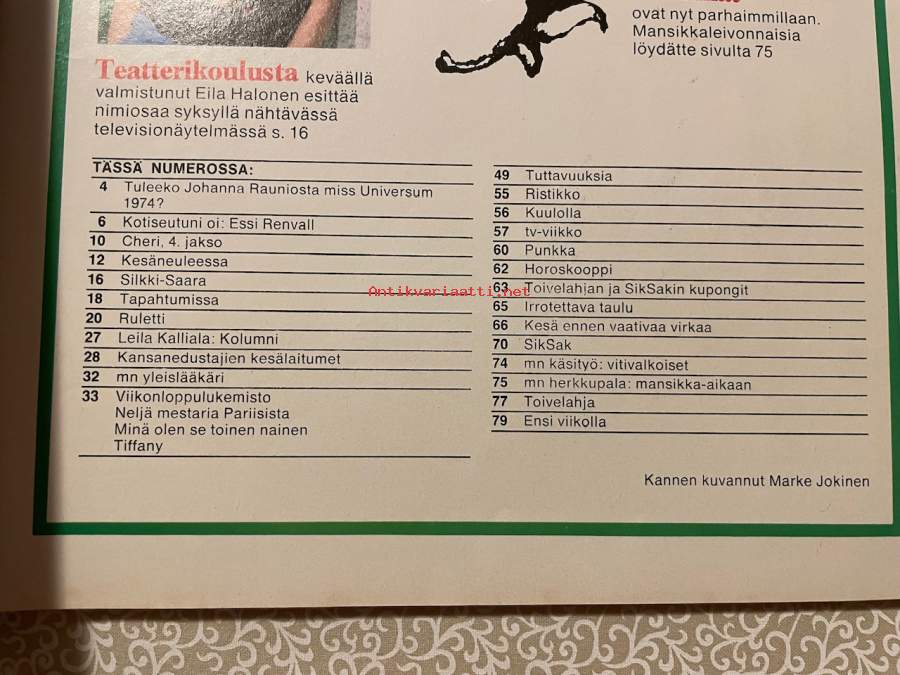 Teatterikoulusta keväällä
valmistunut Eila Halonen esittää
nimiosaa syksyllä nähtävässä
televisionäytelmässä s. 16
ovat nyt parhaimmillaan.
Mansikkaleivonnaisia
löydätte sivulta 75
TÄSSÄ NUMEROSSA:
4 Tuleeko Johanna Rauniosta miss Universum
1974?
6 Kotiseutuni oi: Essi Renvall
10 Cheri, 4. jakso
12 Kesäneuleessa
16 Silkki-Saara
18 Tapahtumissa
20 Ruletti
27 Leila Kalliala: Kolumni
28 Kansanedustajien kesälaitumet
32 mn yleislääkäri
33 Viikonloppulukemisto
Neljä mestaria Pariisista
Minä olen se toinen nainen
Tiffany
49 Tuttavuuksia
55 Ristikko
56 Kuulolla
57 tv-viikko
60 Punkka
62 Horoskooppi
63 Toivelahjan ja SikSakin kupongit
65 Irrotettava taulu
66 Kesä ennen vaativaa virkaa
70 SikSak
74 mn käsityö: vitivalkoiset
75 mn herkkupala: mansikka-aikaan
77 Toivelahja
79 Ensi viikolla
Kannen kuvannut Marke Jokinen
Antikvariaatti.net